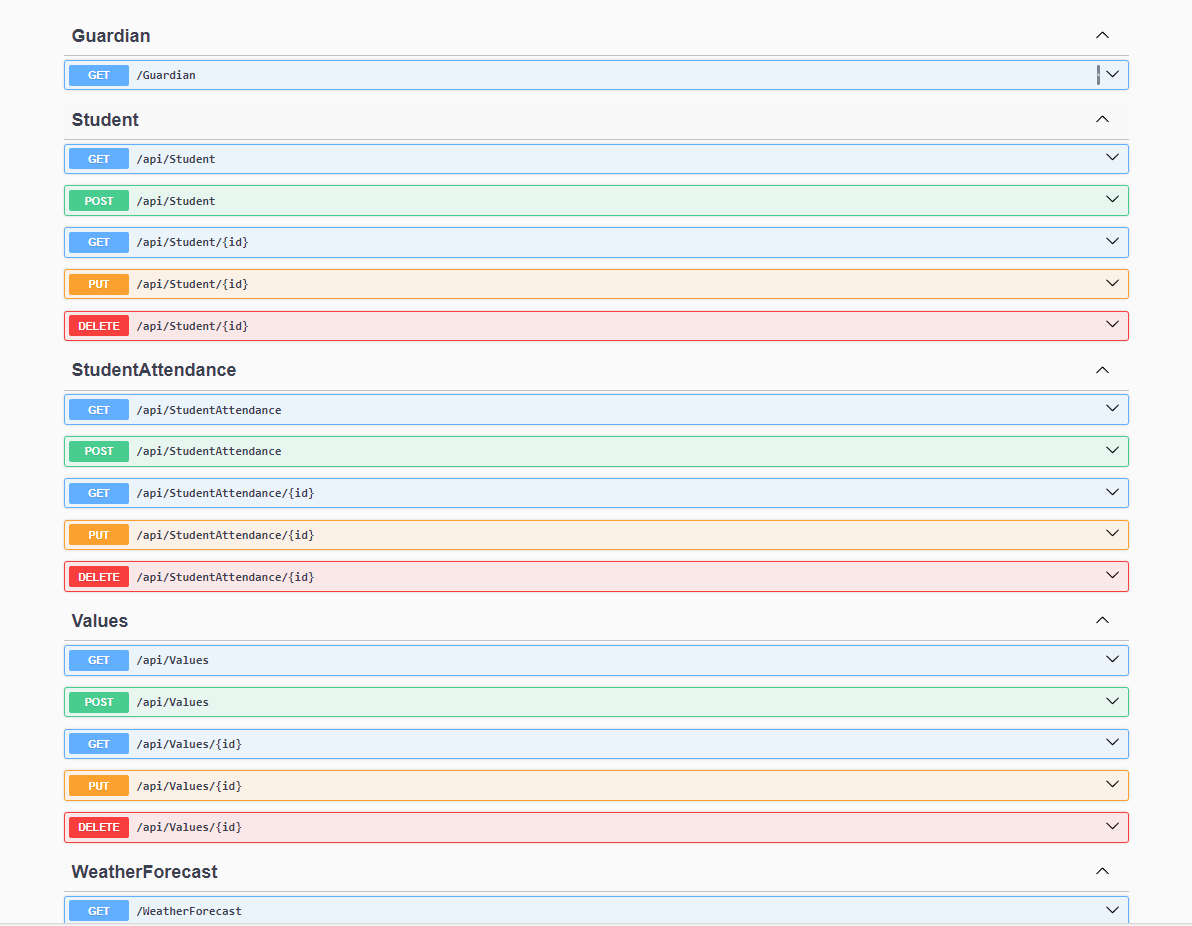 Guardian
GET /Guardian
Student
GET /api/Student
POST /api/Student
GET /api/Student/{id}
PUT /api/Student/{id}
DELETE /api/Student/{id}
StudentAttendance
GET /api/StudentAttendance
POST /api/StudentAttendance
GET /api/StudentAttendance/{id}
PUT /api/StudentAttendance/{id}
DELETE /api/StudentAttendance/{id}
Values
GET /api/Values
POST /api/Values
GET /api/Values/{id}
PUT /api/Values/{id}
DELETE /api/Values/{id}
WeatherForecast
GET /WeatherForecast